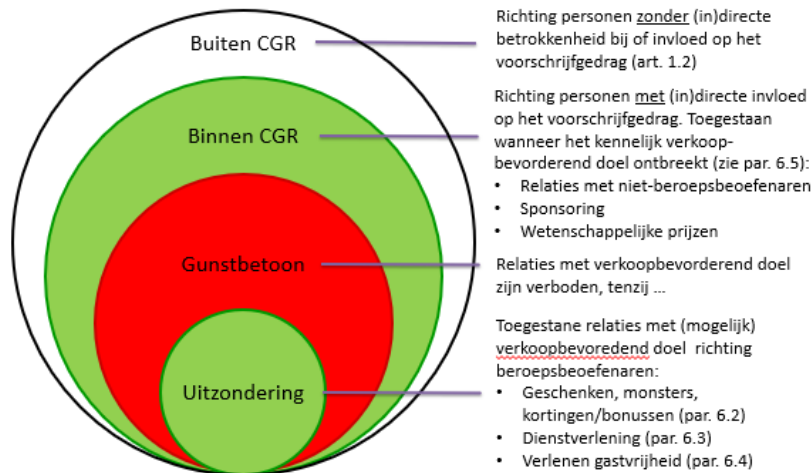 Buiten CGR
Richting personen zonder (in)directe
betrokkenheid bij of invloed op het
voorschrijfgedrag (art. 1.2)
Binnen CGR
Richting personen met (in)directe invloed
op het voorschrijfgedrag. Toegestaan
wanneer het kennelijk verkoop-
bevorderend doel ontbreekt (zie par. 6.5):
• Relaties met niet-beroepsbeoefenaren
• Sponsoring
• Wetenschappelijke prijzen
Gunstbetoon
Relaties met verkoopbevorderend doel
zijn verboden, tenzij ...
Uitzondering
Toegestane relaties met (mogelijk)
verkoopbevoredend doel richting
beroepsbeoefenaren:
• Geschenken, monsters,
kortingen/bonussen (par. 6.2)
• Dienstverlening (par. 6.3)
• Verlenen gastvrijheid (par. 6.4)